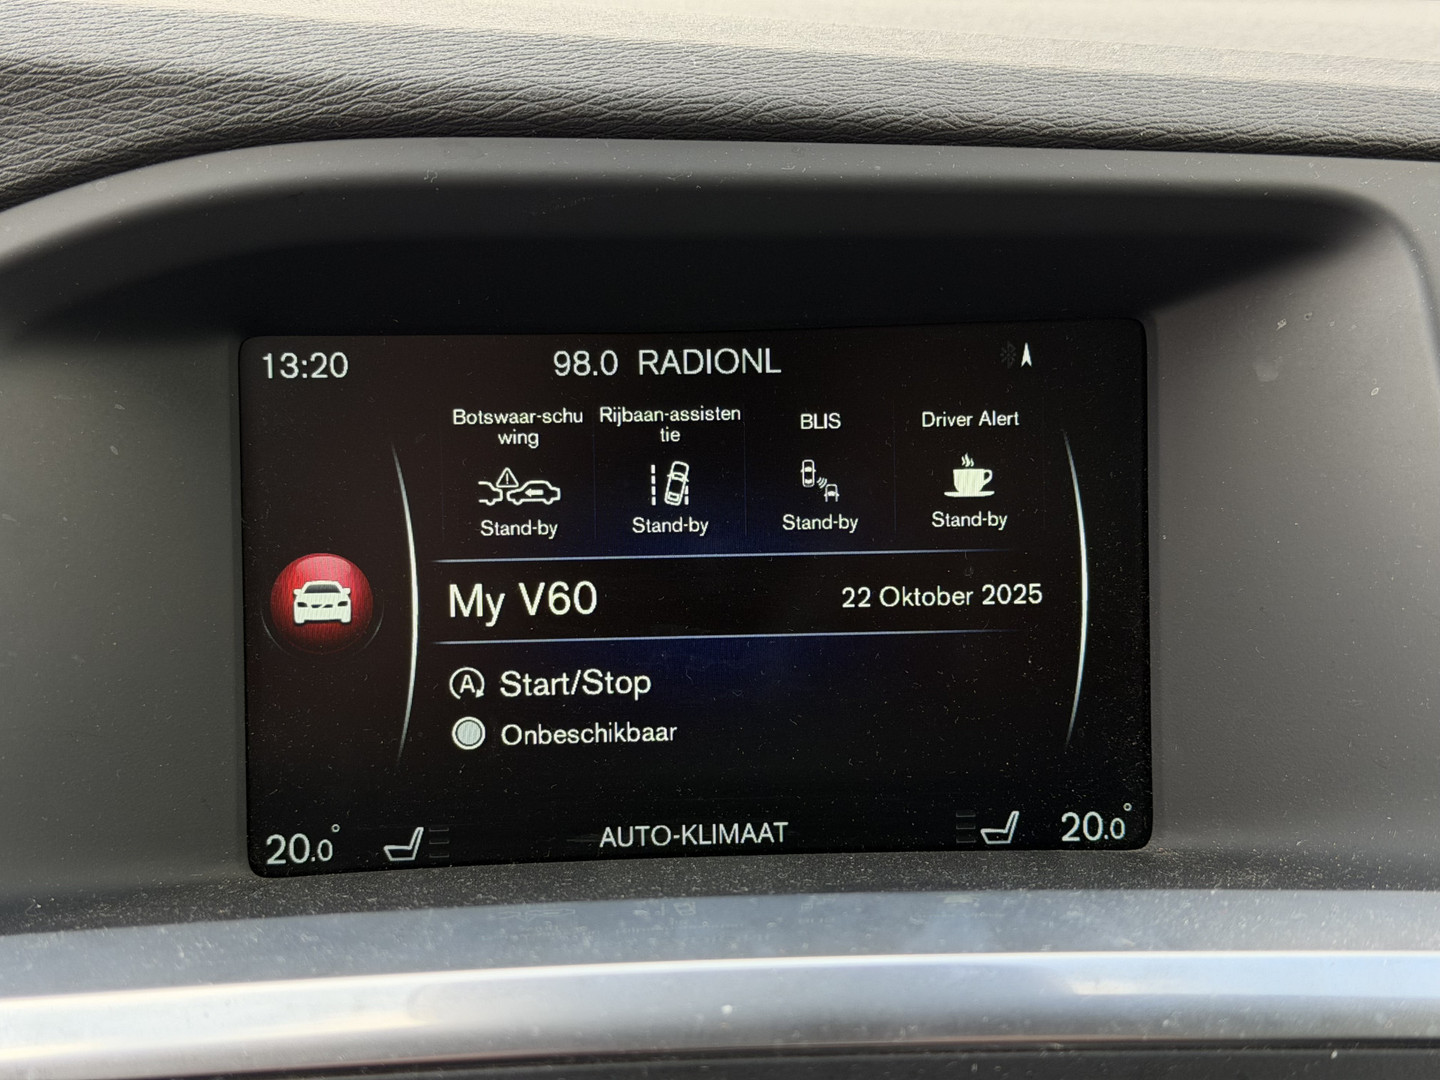 13:20 98.0 RADIONL
Botswaar-schu
wing
Rijbaan-assisten
tie
BLIS
Driver Alert
Stand-by Stand-by Stand-by Stand-by
My V60 22 Oktober 2025
A Start/Stop
Onbeschikbaar
20.0° AUTO-KLIMAAT 20.0°